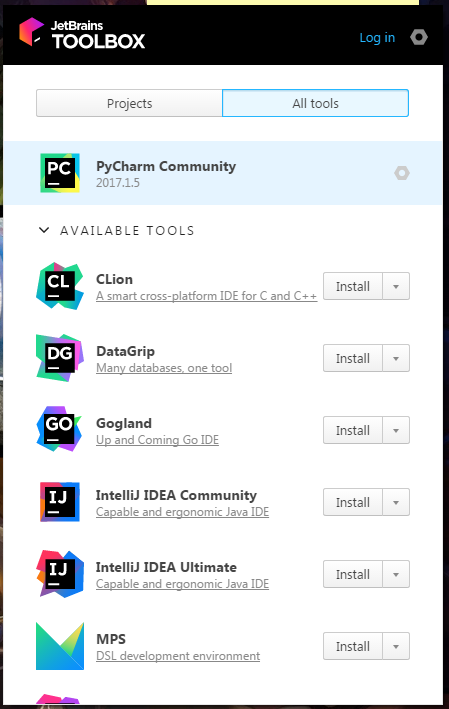 JetBrains
TOOLBOX
Log in
Projects
All tools
PC
PyCharm Community
2017.1.5
AVAILABLE TOOLS
CL
CLion
A smart cross-platform IDE for C and C++
Install
DG
DataGrip
Many databases, one tool
Install
GO
Gogland
Up and Coming Go IDE
Install
IJ
IntelliJ IDEA Community
Capable and ergonomic Java IDE
Install
IJ
IntelliJ IDEA Ultimate
Capable and ergonomic Java IDE
Install
MPS
DSL development environment
Install